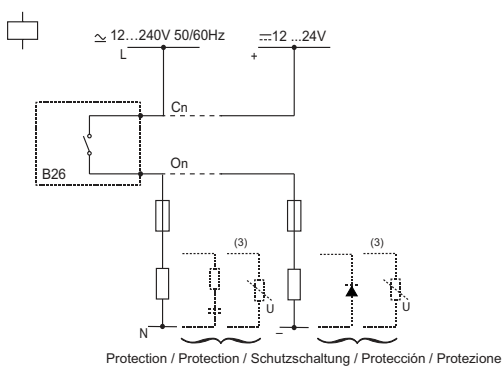 ≃ 12...240V 50/60Hz
⎓12 ...24V
L
+
Cn
B26
On
(3)
(3)
U
U
N
–
Protection / Protection / Schutzschaltung / Protección / Protezione